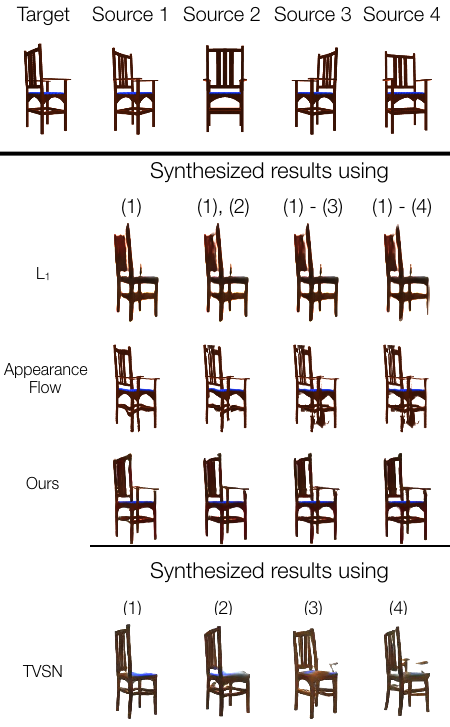 Target Source 1 Source 2 Source 3 Source 4
Synthesized results using
(1) (1), (2) (1) - (3) (1) - (4)
L₁
Appearance
Flow
Ours
Synthesized results using
(1) (2) (3) (4)
TVSN